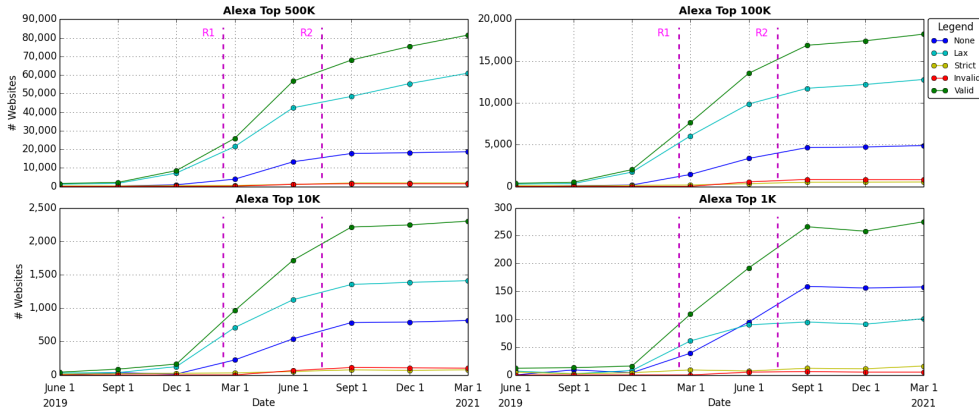 Alexa Top 500K
90,000
80,000
70,000
60,000
50,000
40,000
30,000
20,000
10,000
0
# Websites
R1
R2
Alexa Top 100K
20,000
15,000
10,000
5,000
0
R1
R2
Legend
None
Lax
Strict
Invalid
Valid
Alexa Top 10K
2,500
2,000
1,500
1,000
500
0
# Websites
June 1
2019
Sept 1
Dec 1
Mar 1
June 1
Sept 1
Dec 1
Mar 1
2021
Date
Alexa Top 1K
300
250
200
150
100
50
0
June 1
2019
Sept 1
Dec 1
Mar 1
June 1
Sept 1
Dec 1
Mar 1
2021
Date